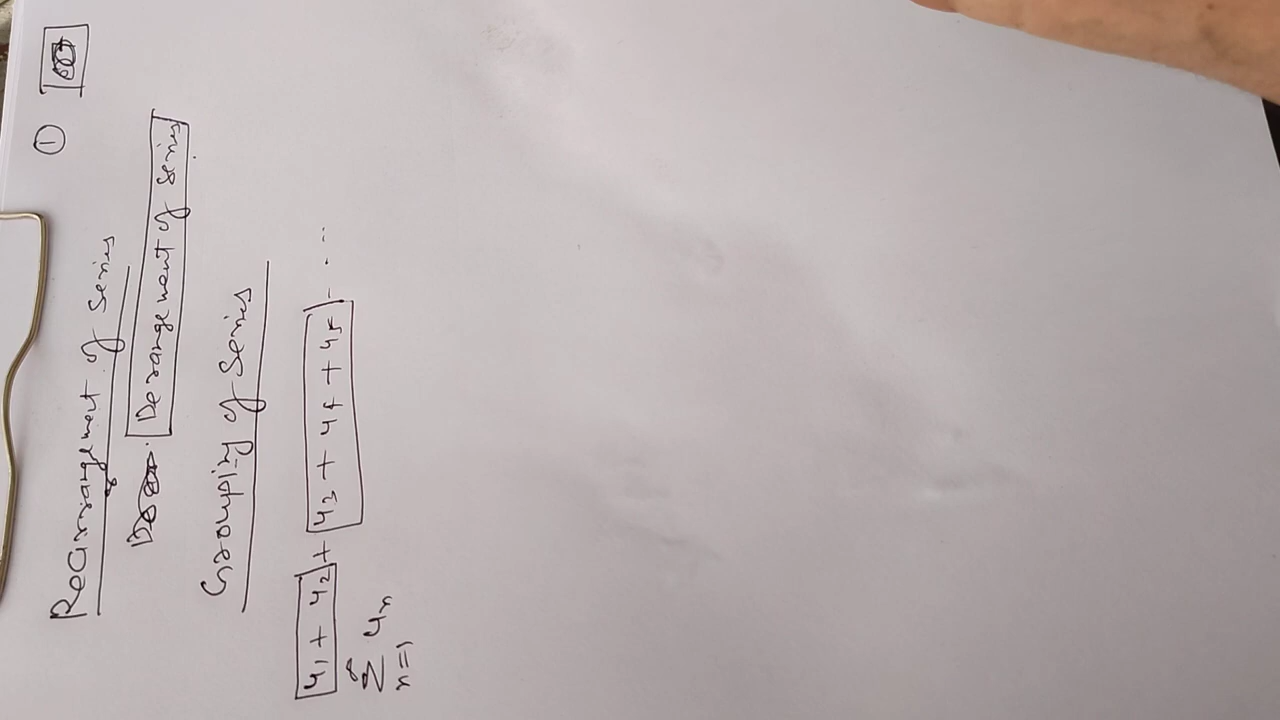 ①
Rearrangement of series
Derangement of series
Grouping of series
u₁ + u₂ + u₃ + u₄ + u₅ + - ...
∞
Σ uₙ
n=1